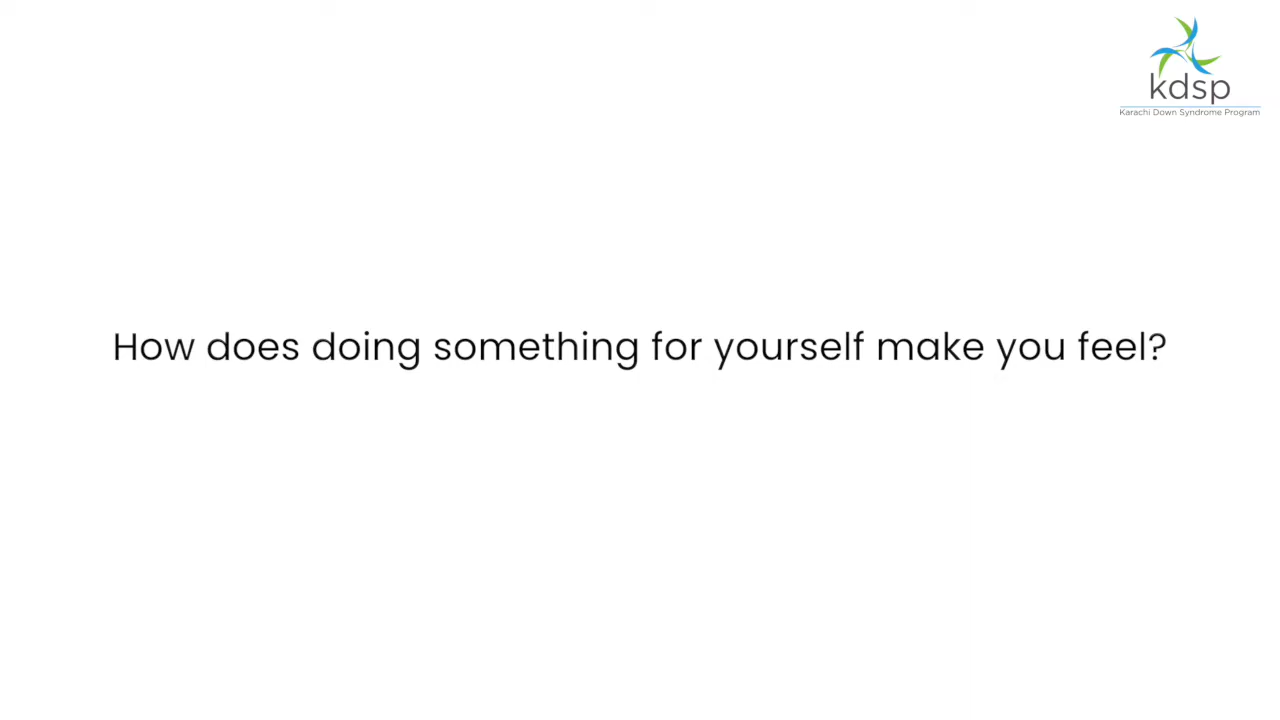 kdsp
Karachi Down Syndrome Program
How does doing something for yourself make you feel?